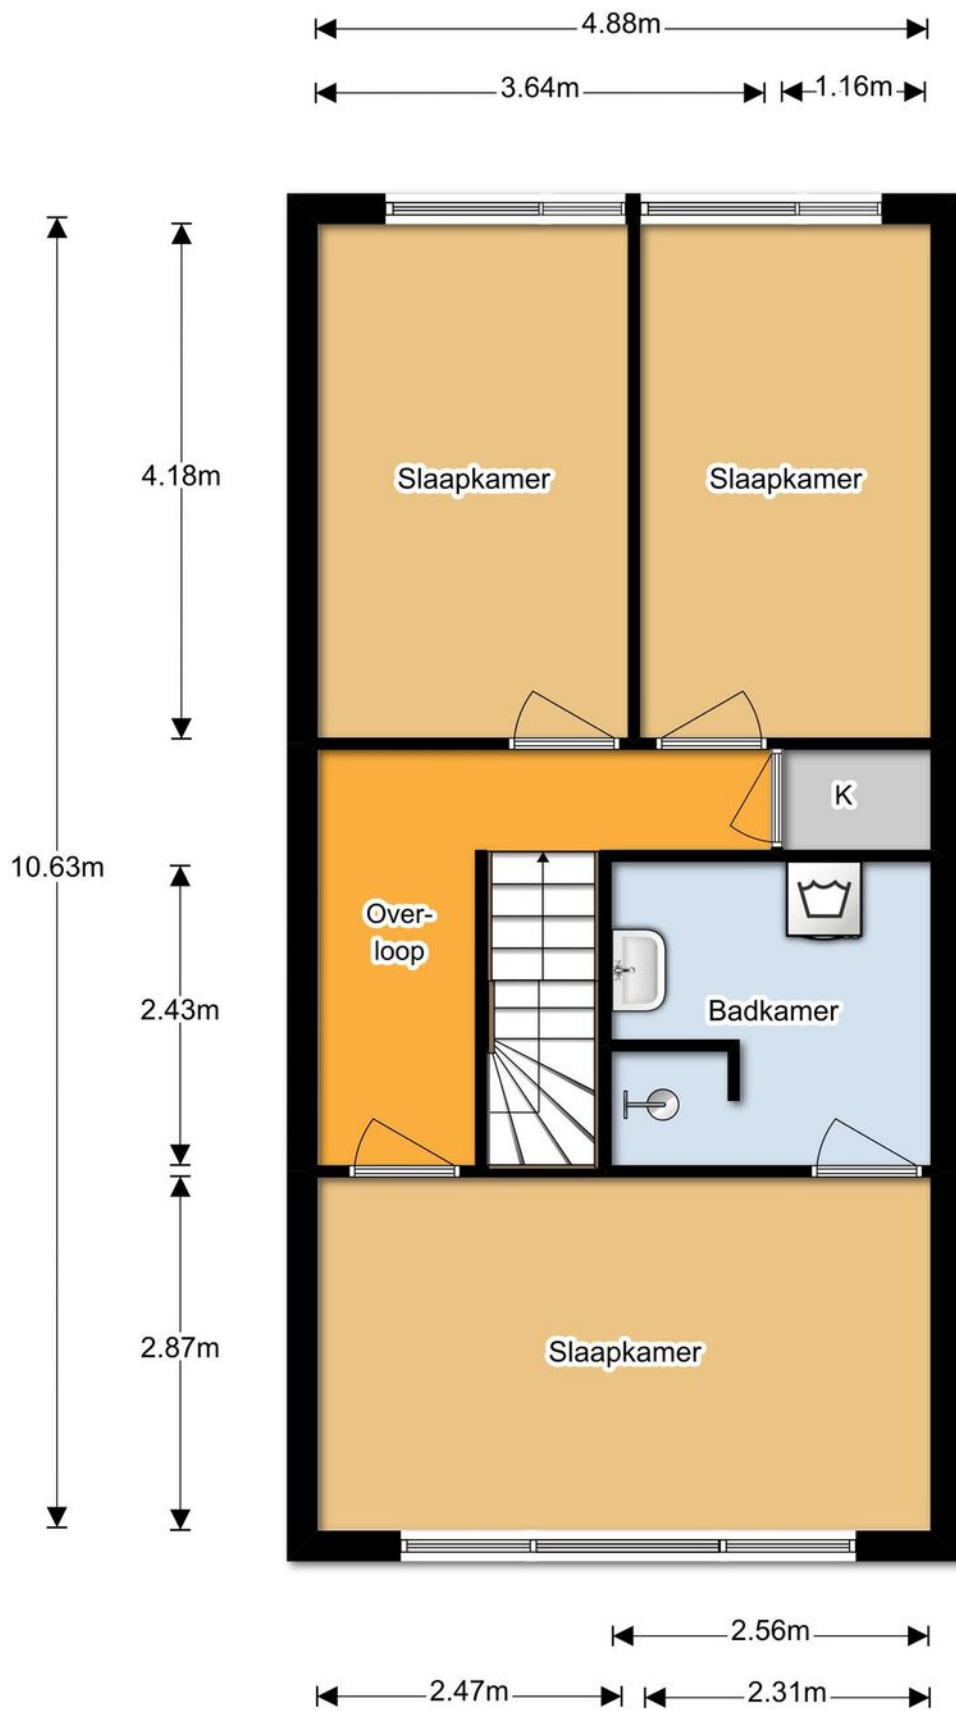 4.88m
3.64m
1.16m
4.18m
Slaapkamer
Slaapkamer
K
10.63m
Over-
loop
2.43m
Badkamer
2.87m
Slaapkamer
2.56m
2.47m
2.31m